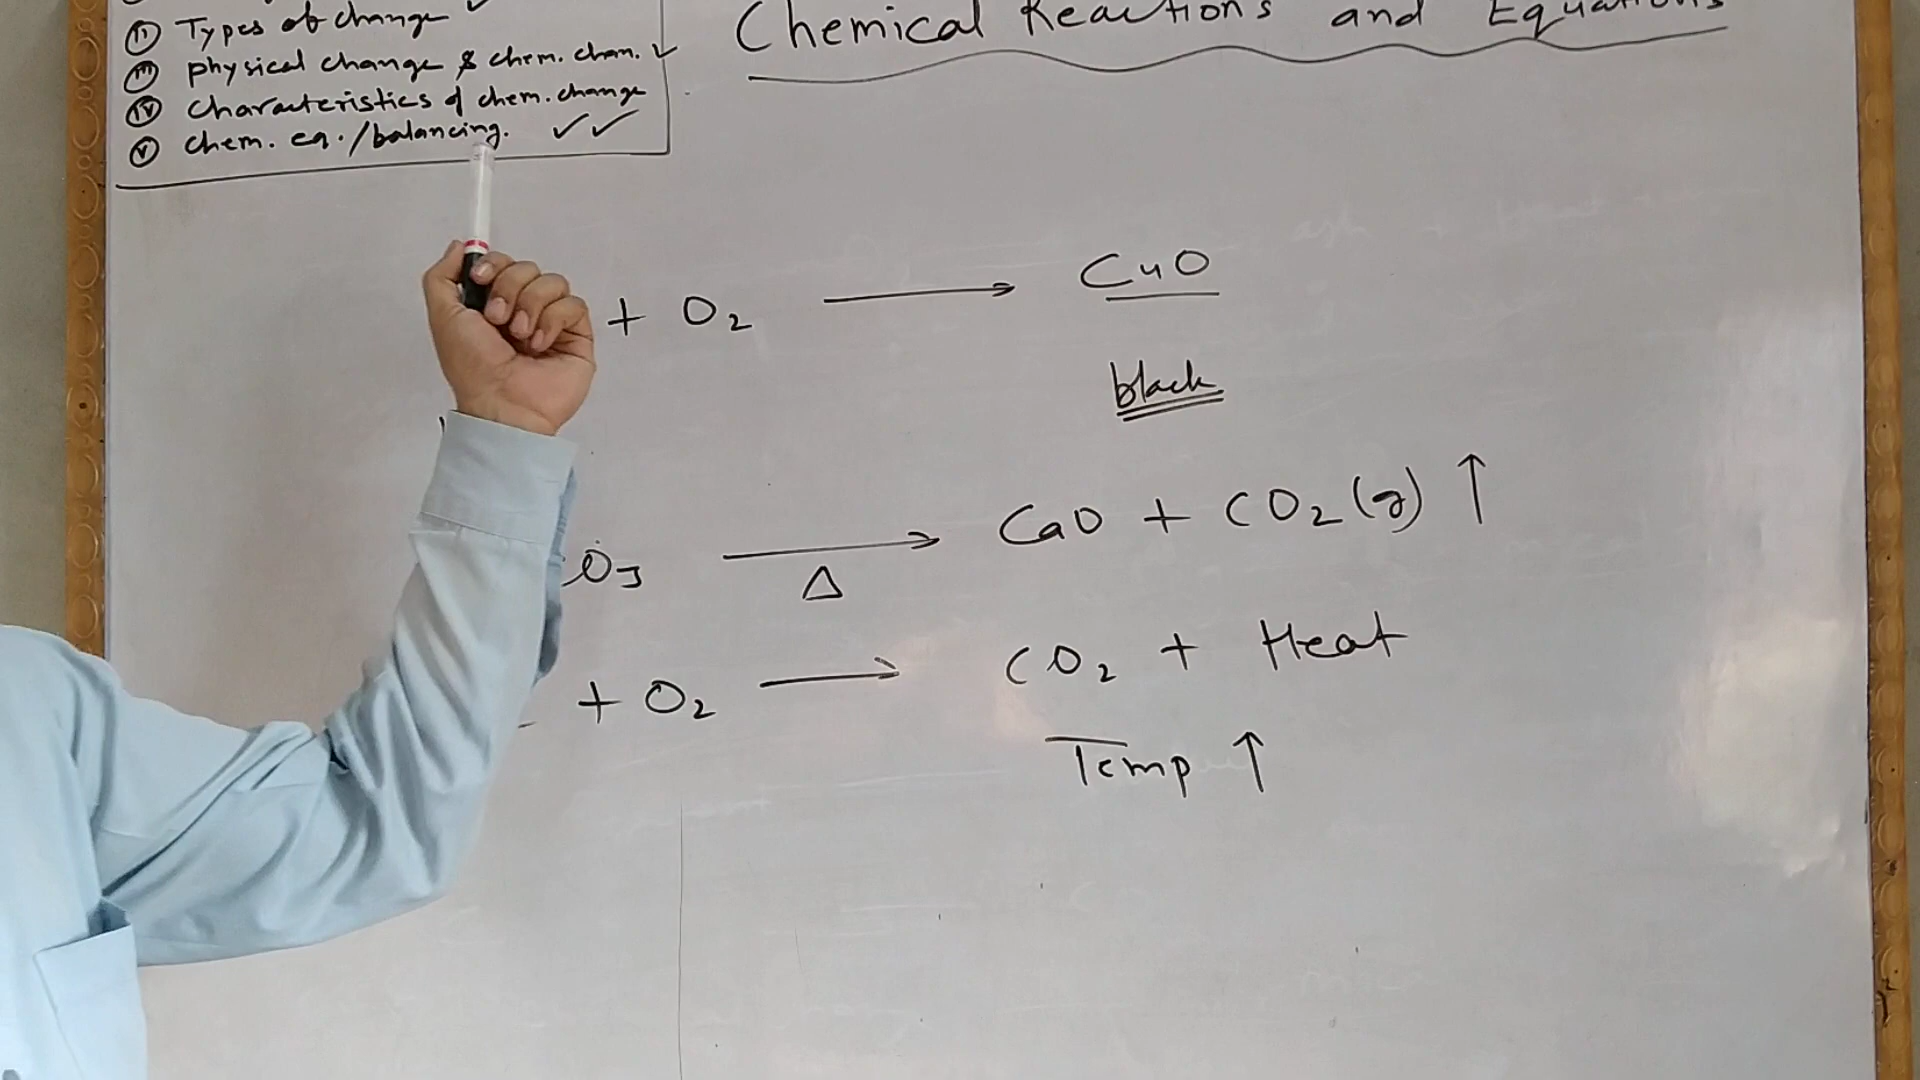 Chemical Reactions and Equations
(ii) Types of change ✓
(iii) physical change & chem. chan. ✓
(iv) characteristics of chem. change
(v) chem. eq. / balancing. ✓✓
+ O₂ ⟶ CuO
black
O₃ ⟶ CaO + CO₂(g) ↑
Δ
+ O₂ ⟶ CO₂ + Heat
Temp ↑